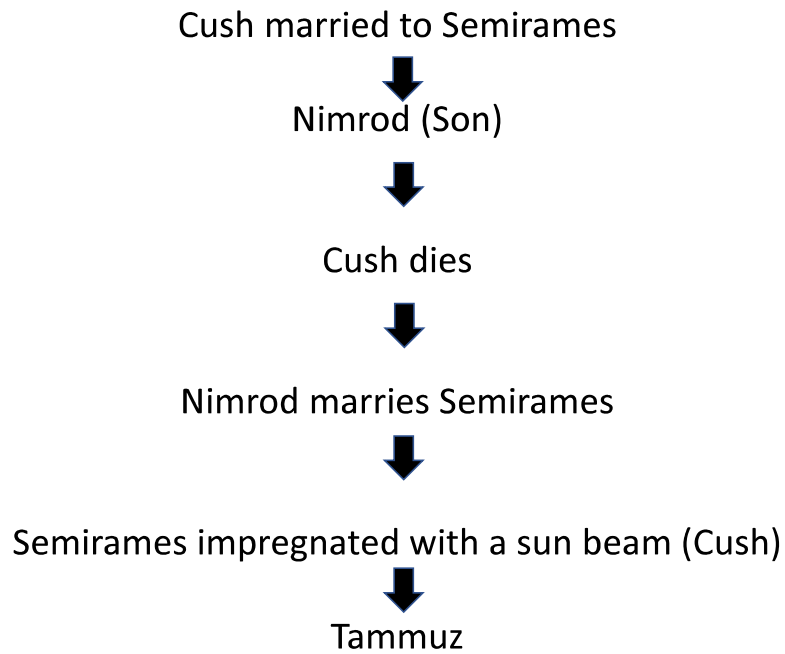 Cush married to Semirames
Nimrod (Son)
Cush dies
Nimrod marries Semirames
Semirames impregnated with a sun beam (Cush)
Tammuz